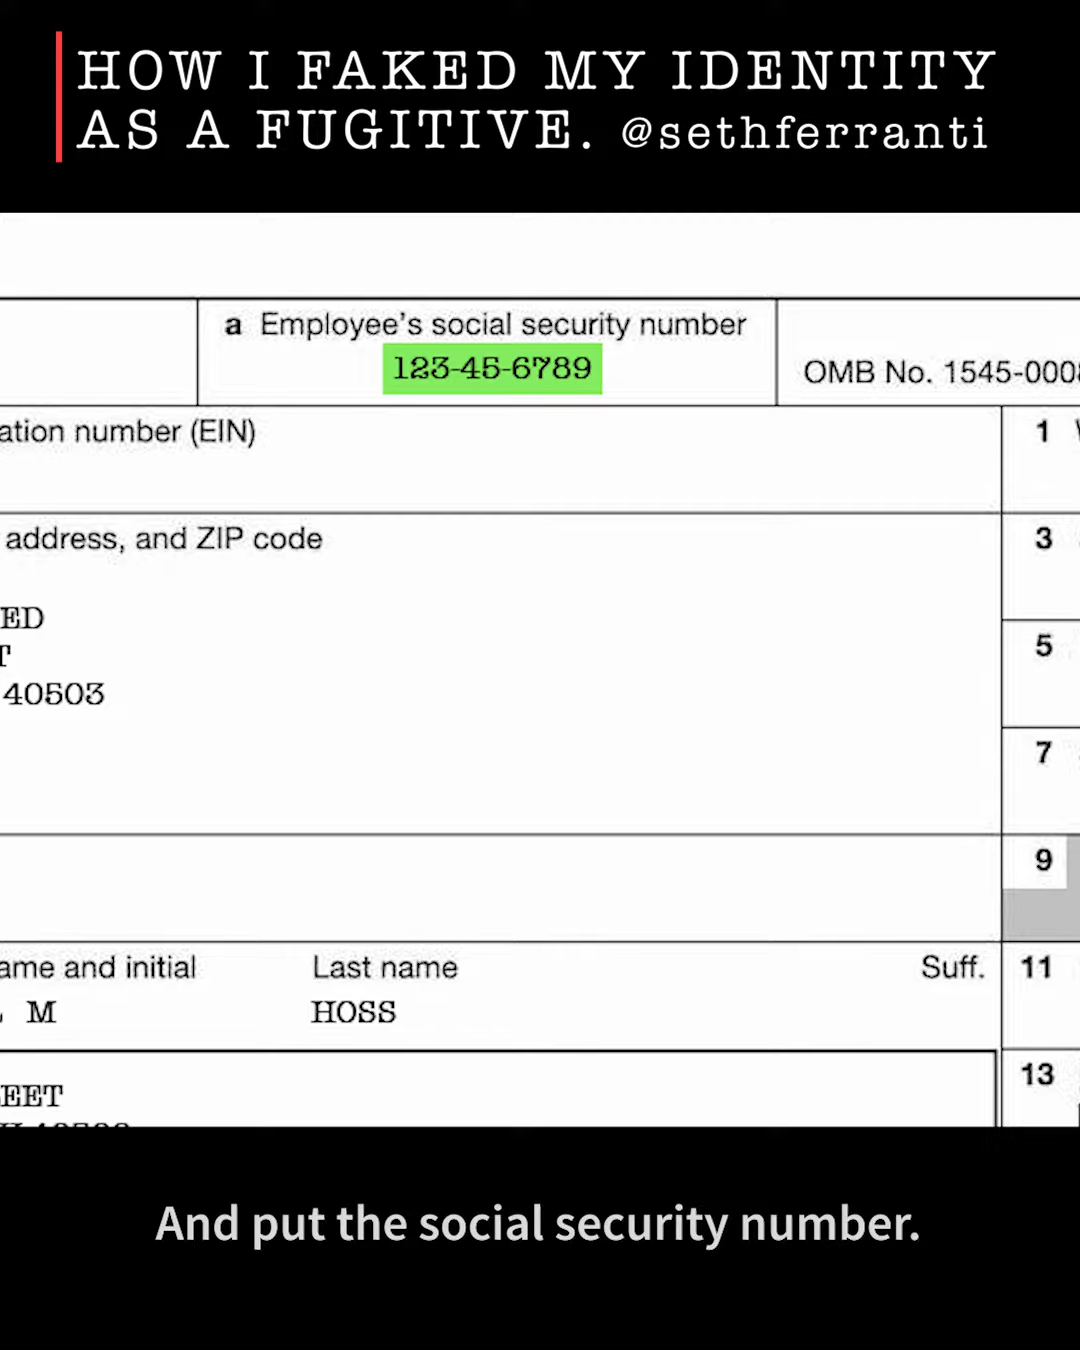 HOW I FAKED MY IDENTITY
AS A FUGITIVE. @sethferranti
a Employee's social security number
123-45-6789
OMB No. 1545-0008
ation number (EIN)
1
address, and ZIP code
3
ED
T
40503
5
7
9
ame and initial Last name Suff.
M HOSS
11
EET
13
And put the social security number.